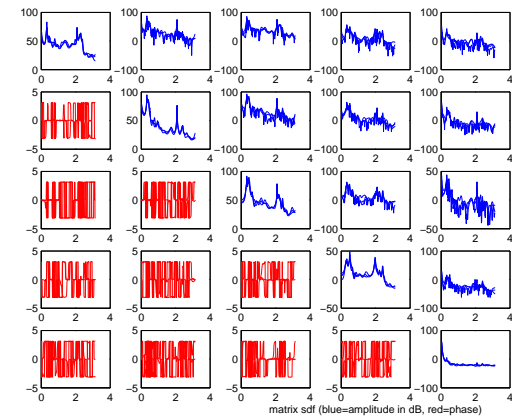 100 100 100 100 100
50 0 0 0 0
0 −100 −100 −100 −100
0 2 4 0 2 4 0 2 4 0 2 4 0 2 4
5 100 100 100 100
0 50 0 0 0
−5 0 −100 −100 −100
0 2 4 0 2 4 0 2 4 0 2 4 0 2 4
5 5 100 100 50
0 0 50 0 0
−5 −5 0 −100 −50
0 2 4 0 2 4 0 2 4 0 2 4 0 2 4
5 5 5 50 100
0 0 0 0 0
−5 −5 −5 −50 −100
0 2 4 0 2 4 0 2 4 0 2 4 0 2 4
5 5 5 5 100
0 0 0 0 0
−5 −5 −5 −5 −100
0 2 4 0 2 4 0 2 4 0 2 4 0 2 4
matrix sdf (blue=amplitude in dB, red=phase)